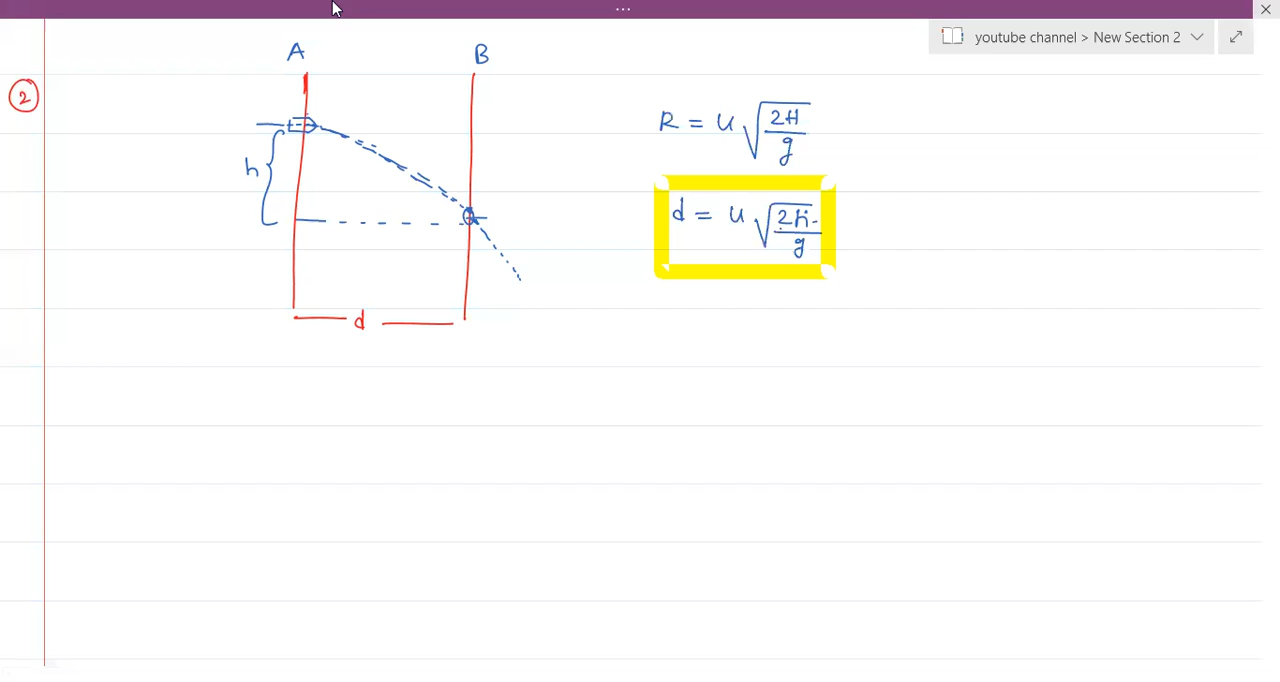 youtube channel > New Section 2
A
B
2
h
d
R = u √(2H/g)
d = u √(2h/g)